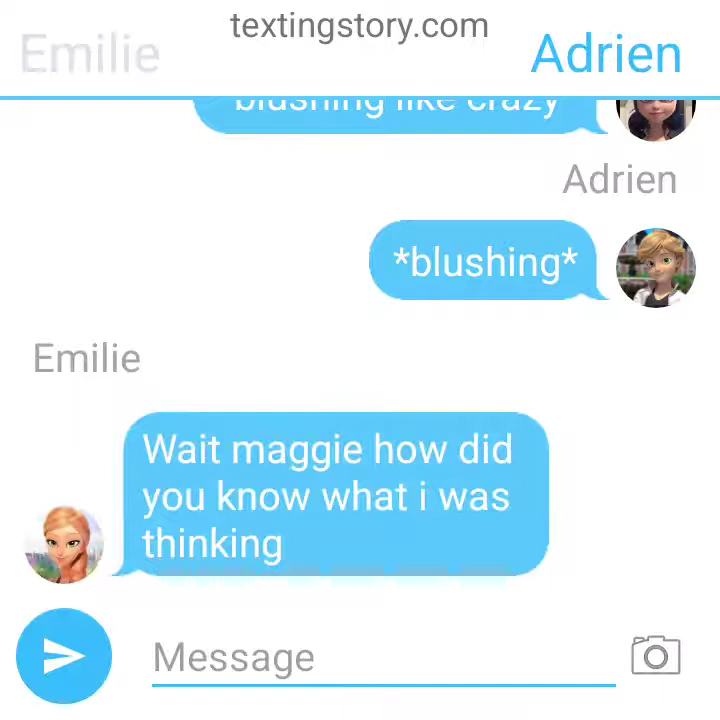 textingstory.com
Emilie
Adrien
blushing like crazy
Adrien
*blushing*
Emilie
Wait maggie how did
you know what i was
thinking
Message